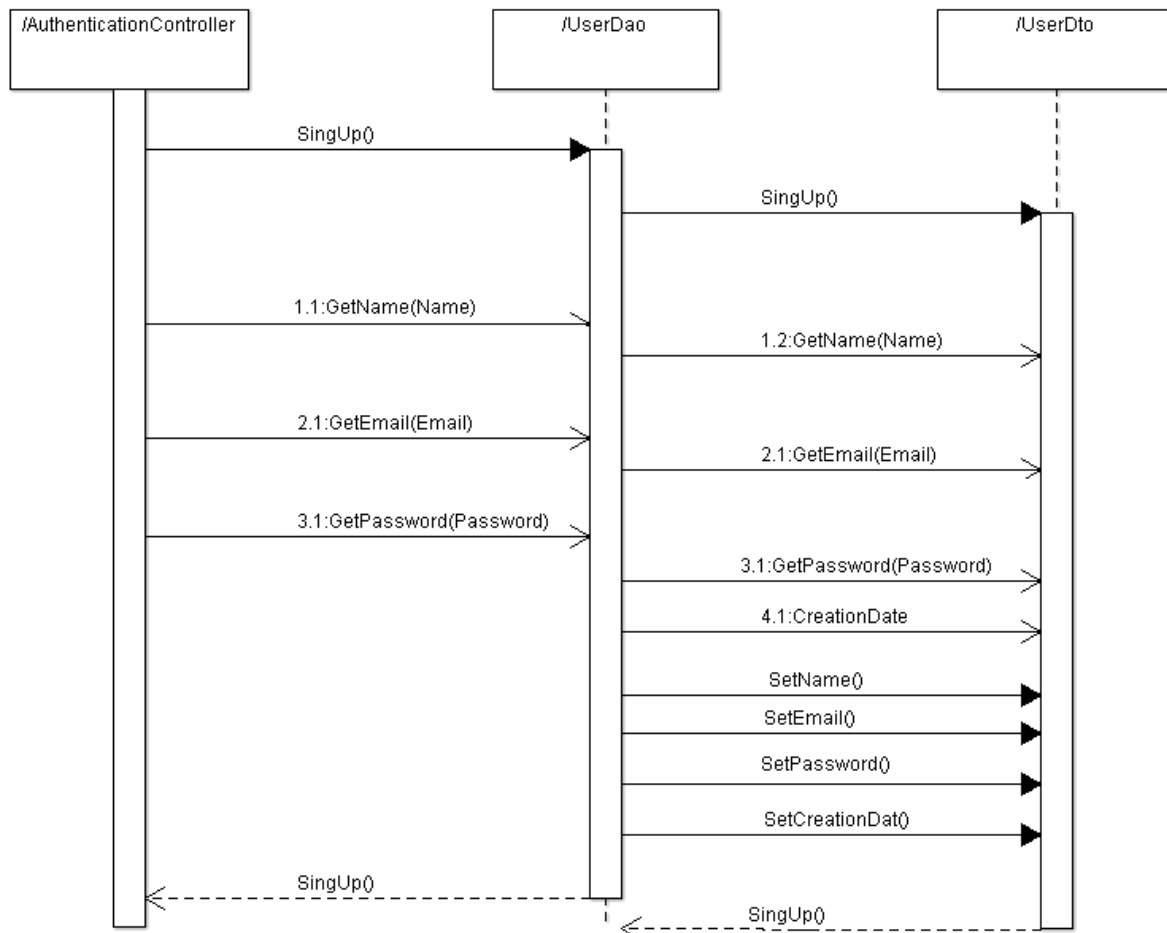 /AuthenticationController
/UserDao
/UserDto
SingUp()
SingUp()
1.1:GetName(Name)
1.2:GetName(Name)
2.1:GetEmail(Email)
2.1:GetEmail(Email)
3.1:GetPassword(Password)
3.1:GetPassword(Password)
4.1:CreationDate
SetName()
SetEmail()
SetPassword()
SetCreationDat()
SingUp()
SingUp()